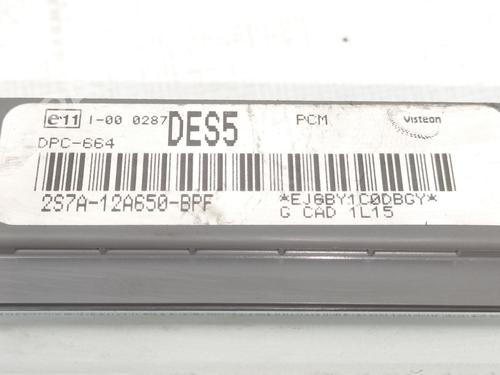 e11 I-00 0287 DES5 PCM Visteon
DPC-664
2S7A-12A650-BPF *EJ6BY1C0DBGY*
G CAD 1L15